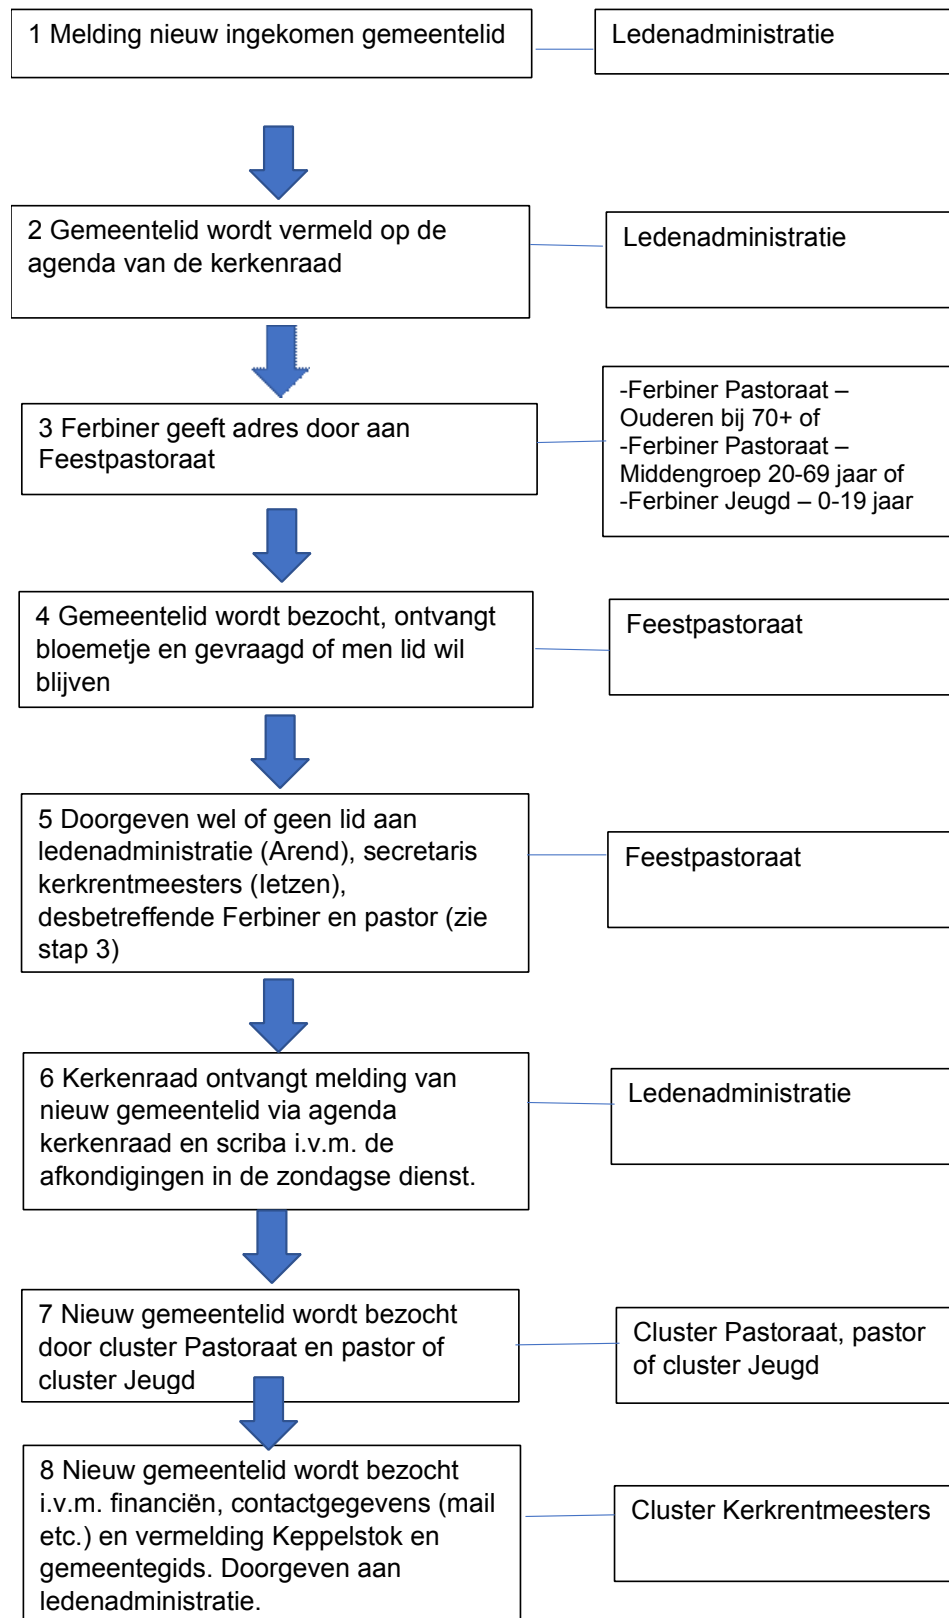 1 Melding nieuw ingekomen gemeentelid
Ledenadministratie
2 Gemeentelid wordt vermeld op de
agenda van de kerkenraad
Ledenadministratie
3 Ferbiner geeft adres door aan
Feestpastoraat
-Ferbiner Pastoraat –
Ouderen bij 70+ of
-Ferbiner Pastoraat –
Middengroep 20-69 jaar of
-Ferbiner Jeugd – 0-19 jaar
4 Gemeentelid wordt bezocht, ontvangt
bloemetje en gevraagd of men lid wil
blijven
Feestpastoraat
5 Doorgeven wel of geen lid aan
ledenadministratie (Arend), secretaris
kerkrentmeesters (Ietzen),
desbetreffende Ferbiner en pastor (zie
stap 3)
Feestpastoraat
6 Kerkenraad ontvangt melding van
nieuw gemeentelid via agenda
kerkenraad en scriba i.v.m. de
afkondigingen in de zondagse dienst.
Ledenadministratie
7 Nieuw gemeentelid wordt bezocht
door cluster Pastoraat en pastor of
cluster Jeugd
Cluster Pastoraat, pastor
of cluster Jeugd
8 Nieuw gemeentelid wordt bezocht
i.v.m. financiën, contactgegevens (mail
etc.) en vermelding Keppelstok en
gemeentegids. Doorgeven aan
ledenadministratie.
Cluster Kerkrentmeesters